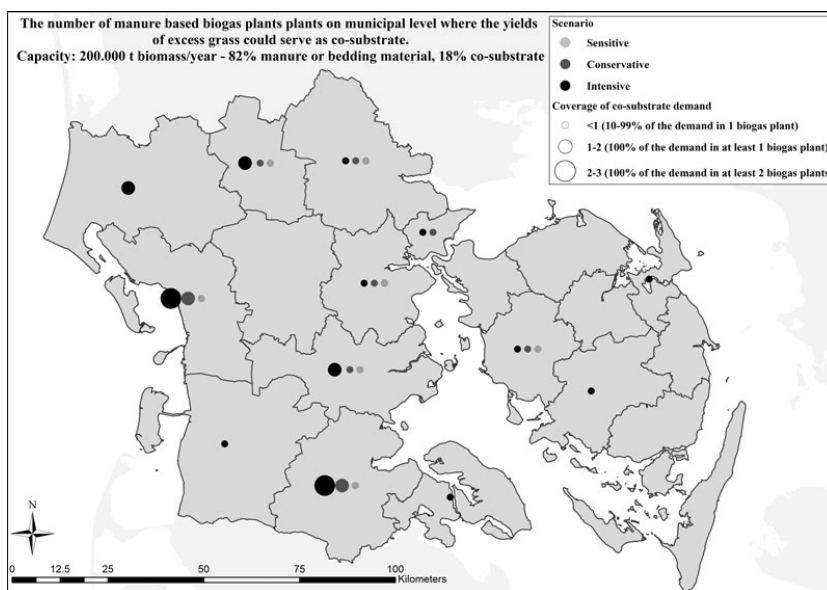 The number of manure based biogas plants plants on municipal level where the yields
of excess grass could serve as co-substrate.
Capacity: 200.000 t biomass/year - 82% manure or bedding material, 18% co-substrate
Scenario
Sensitive
Conservative
Intensive
Coverage of co-substrate demand
<1 (10-99% of the demand in 1 biogas plant)
1-2 (100% of the demand in at least 1 biogas plant)
2-3 (100% of the demand in at least 2 biogas plants
N
0 12.5 25 50 75 100
Kilometers